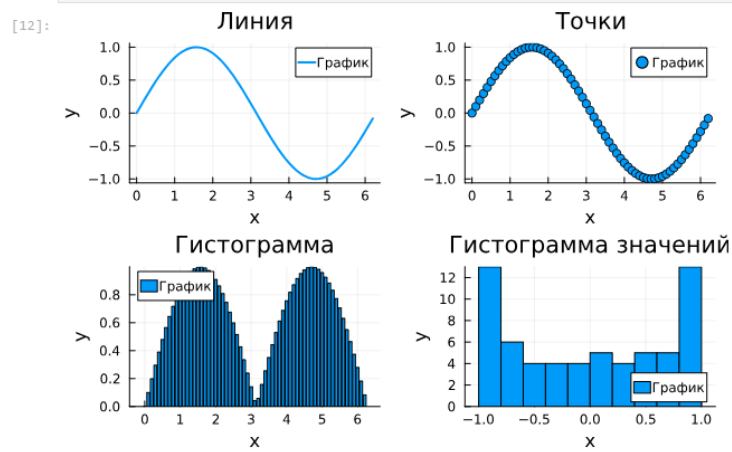 [12]:
Линия
График
1.0
0.5
0.0
−0.5
−1.0
y
0 1 2 3 4 5 6
x
Точки
График
1.0
0.5
0.0
−0.5
−1.0
y
0 1 2 3 4 5 6
x
Гистограмма
График
0.8
0.6
0.4
0.2
0.0
y
0 1 2 3 4 5 6
x
Гистограмма значений
12
10
8
6
4
2
0
y
График
−1.0 −0.5 0.0 0.5 1.0
x